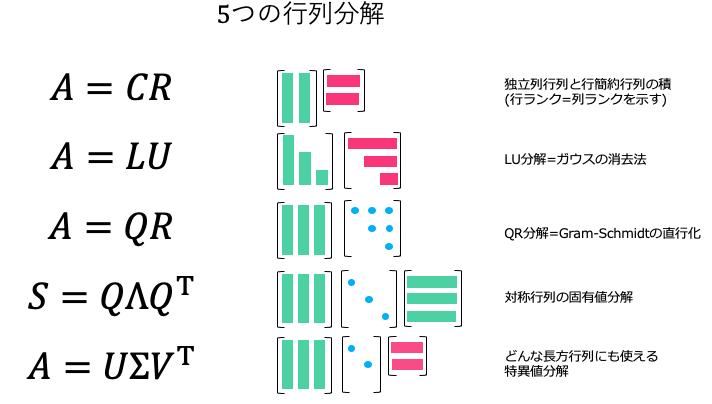 5つの行列分解
A = CR
独立列行列と行簡約行列の積
(行ランク=列ランクを示す)
A = LU
LU分解=ガウスの消去法
A = QR
QR分解=Gram-Schmidtの直行化
S = QΛQᵀ
対称行列の固有値分解
A = UΣVᵀ
どんな長方行列にも使える
特異値分解